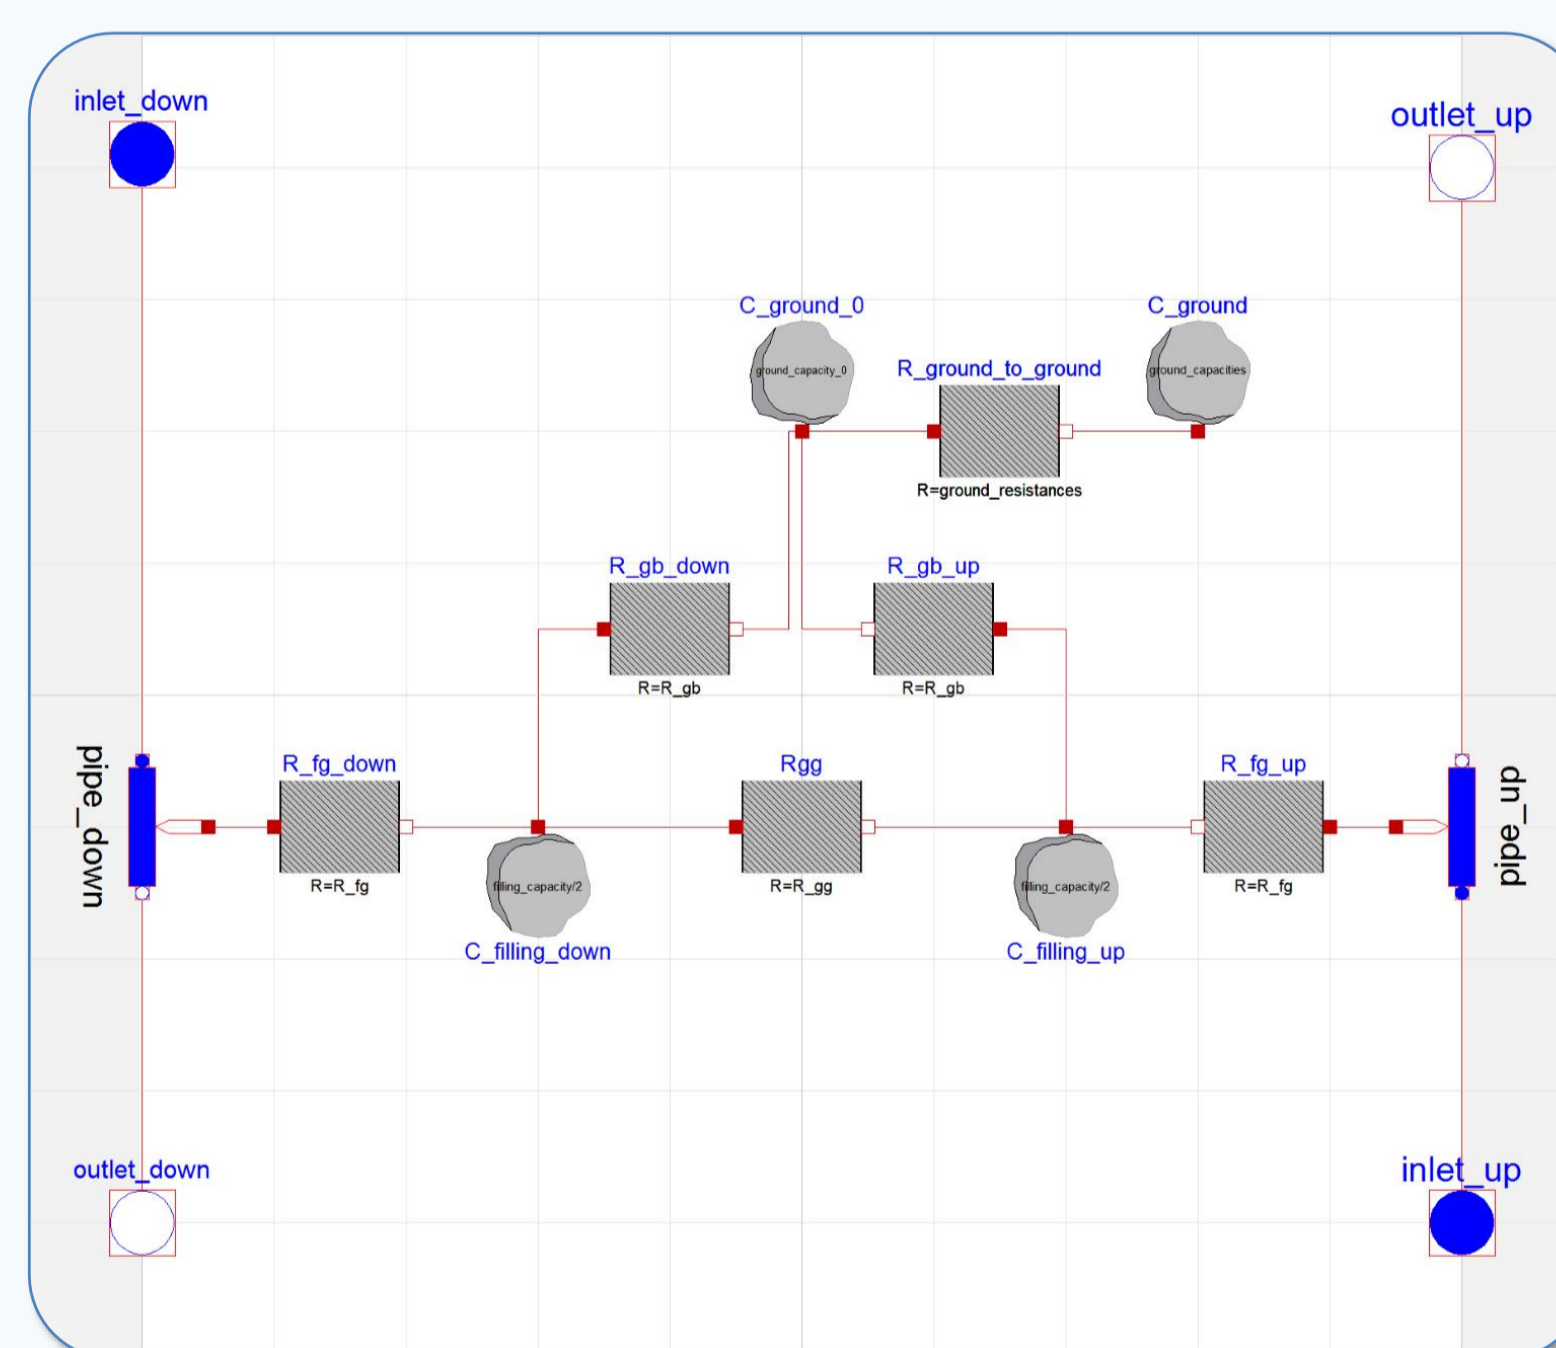 inlet_down
outlet_up
C_ground_0
C_ground
ground_capacity_0
R_ground_to_ground
ground_capacities
R=ground_resistances
R_gb_down
R_gb_up
R=R_gb
R=R_gb
pipe_down
R_fg_down
Rgg
R_fg_up
pipe_up
R=R_fg
filling_capacity/2
R=R_gg
filling_capacity/2
R=R_fg
C_filling_down
C_filling_up
outlet_down
inlet_up